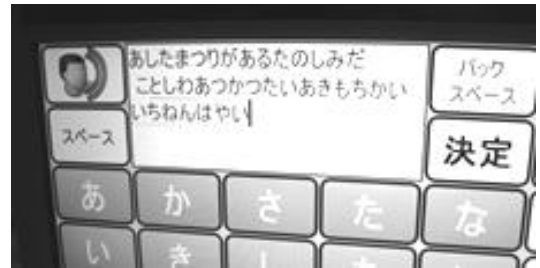 あしたまつりがあるたのしみだ
ことしわあつかつたいあきもちかい
いちねんはやい
バック
スペース
スペース
決定
あ
か
さ
た
な
い
き
し